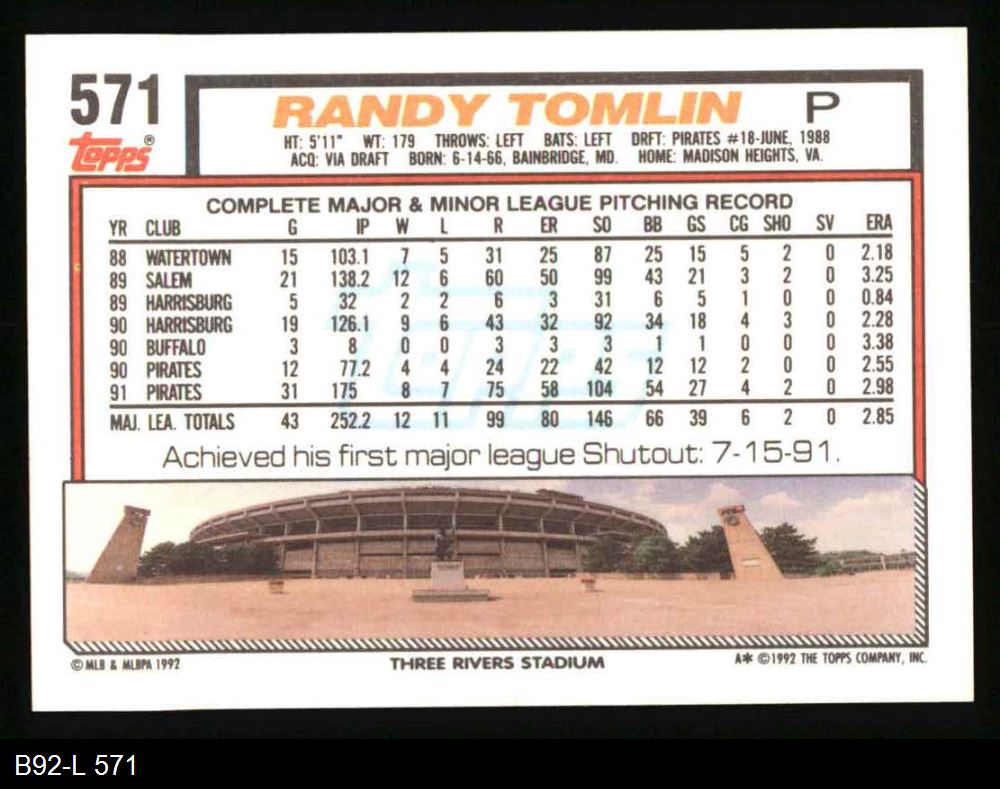 571
Topps®
RANDY TOMLIN P
HT: 5'11" WT: 179 THROWS: LEFT BATS: LEFT DRFT: PIRATES #18-JUNE, 1988
ACQ: VIA DRAFT BORN: 6-14-66, BAINBRIDGE, MD. HOME: MADISON HEIGHTS, VA.
COMPLETE MAJOR & MINOR LEAGUE PITCHING RECORD
YR CLUB G IP W L R ER SO BB GS CG SHO SV ERA
88 WATERTOWN 15 103.1 7 5 31 25 87 25 15 5 2 0 2.18
89 SALEM 21 138.2 12 6 60 50 99 43 21 3 2 0 3.25
89 HARRISBURG 5 32 2 2 6 3 31 6 5 1 0 0 0.84
90 HARRISBURG 19 126.1 9 6 43 32 92 34 18 4 3 0 2.28
90 BUFFALO 3 8 0 0 3 3 3 1 1 0 0 0 3.38
90 PIRATES 12 77.2 4 4 24 22 42 12 12 2 0 0 2.55
91 PIRATES 31 175 8 7 75 58 104 54 27 4 2 0 2.98
MAJ. LEA. TOTALS 43 252.2 12 11 99 80 146 66 39 6 2 0 2.85
Topps
Achieved his first major league Shutout: 7-15-91.
© MLB & MLBPA 1992 THREE RIVERS STADIUM A* ©1992 THE TOPPS COMPANY, INC.
B92-L 571